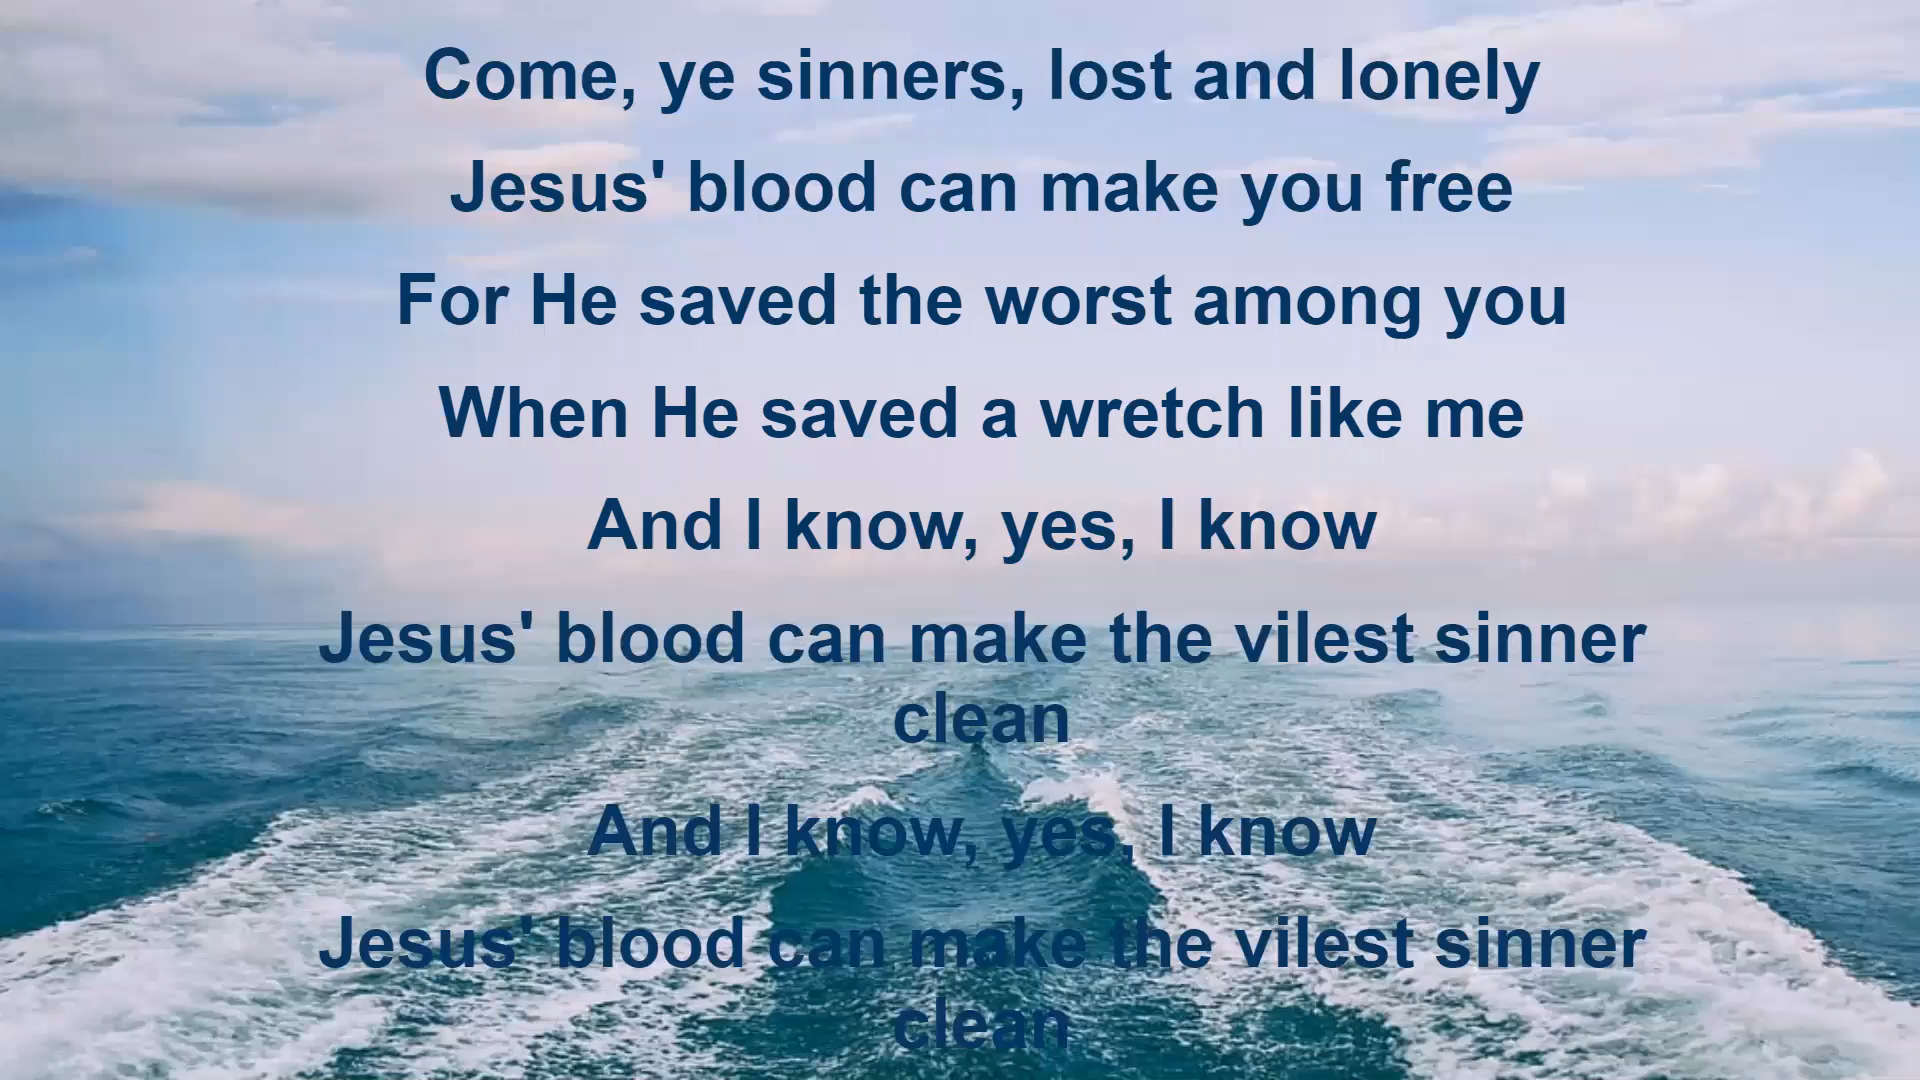 Come, ye sinners, lost and lonely
Jesus' blood can make you free
For He saved the worst among you
When He saved a wretch like me
And I know, yes, I know
Jesus' blood can make the vilest sinner
clean
And I know, yes, I know
Jesus' blood can make the vilest sinner
clean